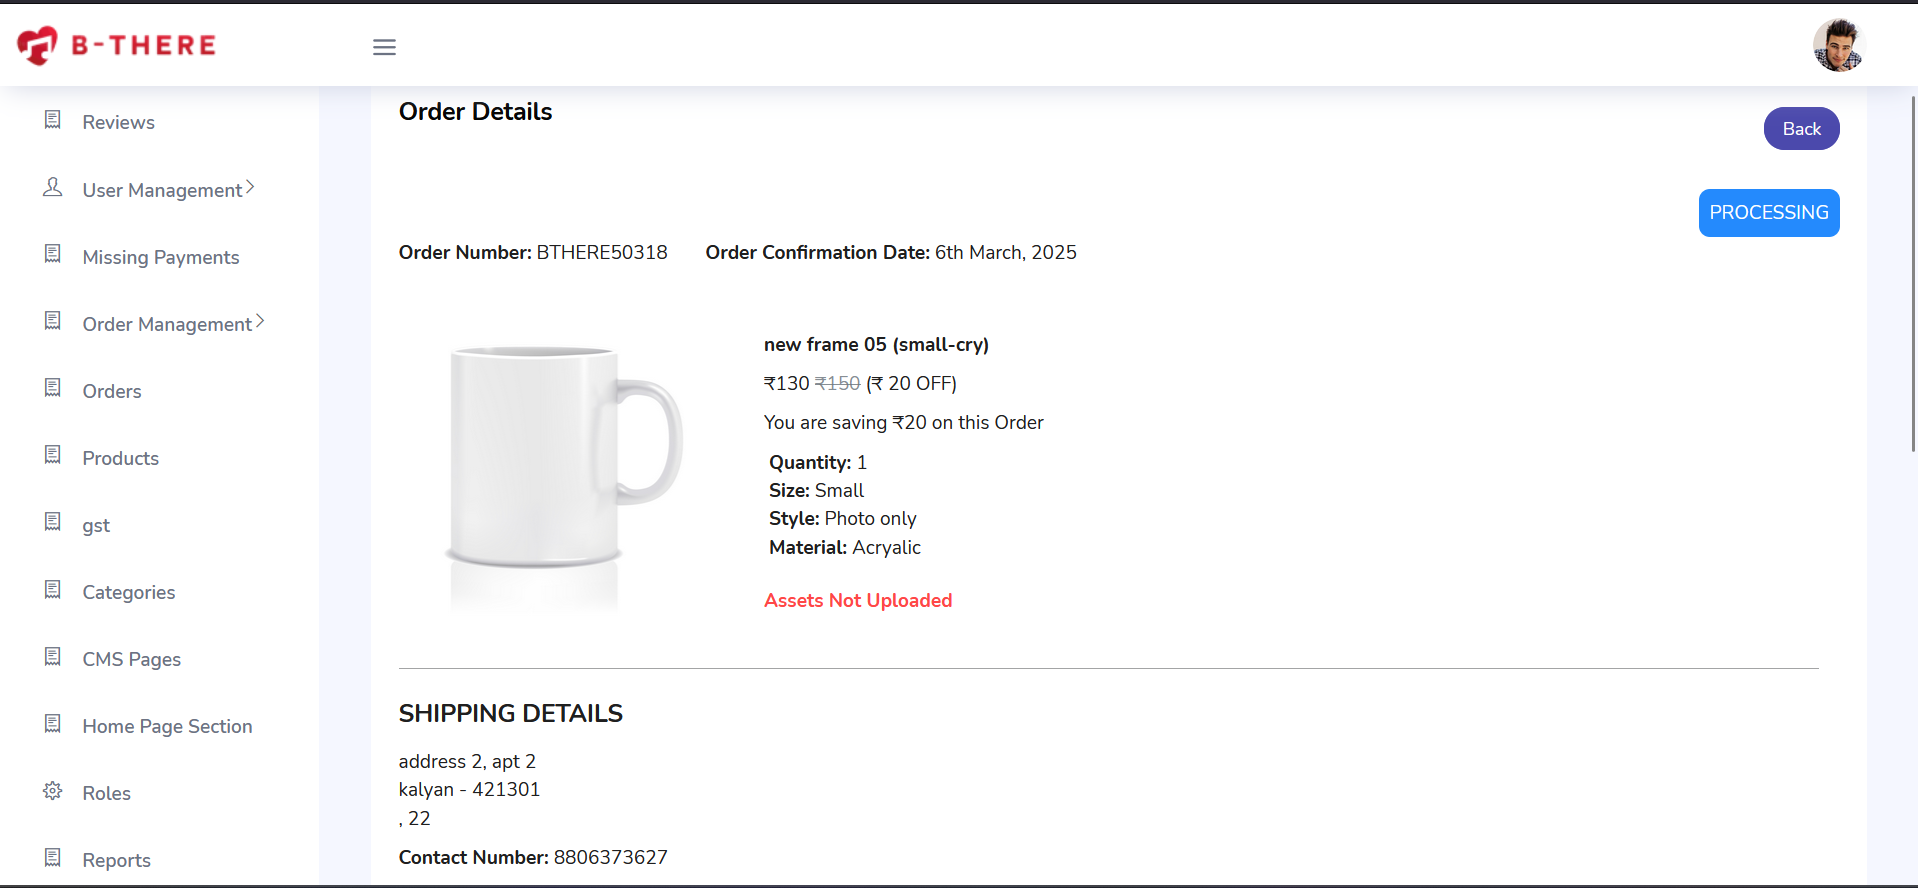 B-THERE
Reviews
User Management
Missing Payments
Order Management
Orders
Products
gst
Categories
CMS Pages
Home Page Section
Roles
Reports
Order Details
Back
PROCESSING
Order Number: BTHERE50318 Order Confirmation Date: 6th March, 2025
new frame 05 (small-cry)
₹130 ₹150 (₹ 20 OFF)
You are saving ₹20 on this Order
Quantity: 1
Size: Small
Style: Photo only
Material: Acryalic
Assets Not Uploaded
SHIPPING DETAILS
address 2, apt 2
kalyan - 421301
, 22
Contact Number: 8806373627